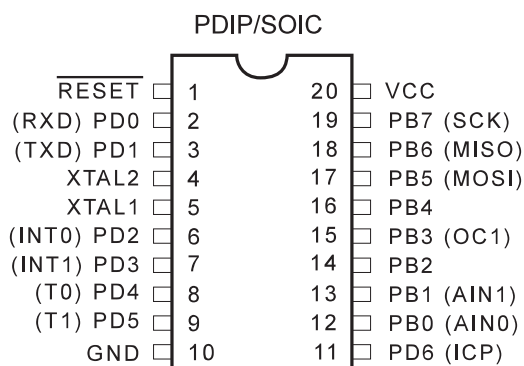 PDIP/SOIC
RESET 1 20 VCC
(RXD) PD0 2 19 PB7 (SCK)
(TXD) PD1 3 18 PB6 (MISO)
XTAL2 4 17 PB5 (MOSI)
XTAL1 5 16 PB4
(INT0) PD2 6 15 PB3 (OC1)
(INT1) PD3 7 14 PB2
(T0) PD4 8 13 PB1 (AIN1)
(T1) PD5 9 12 PB0 (AIN0)
GND 10 11 PD6 (ICP)